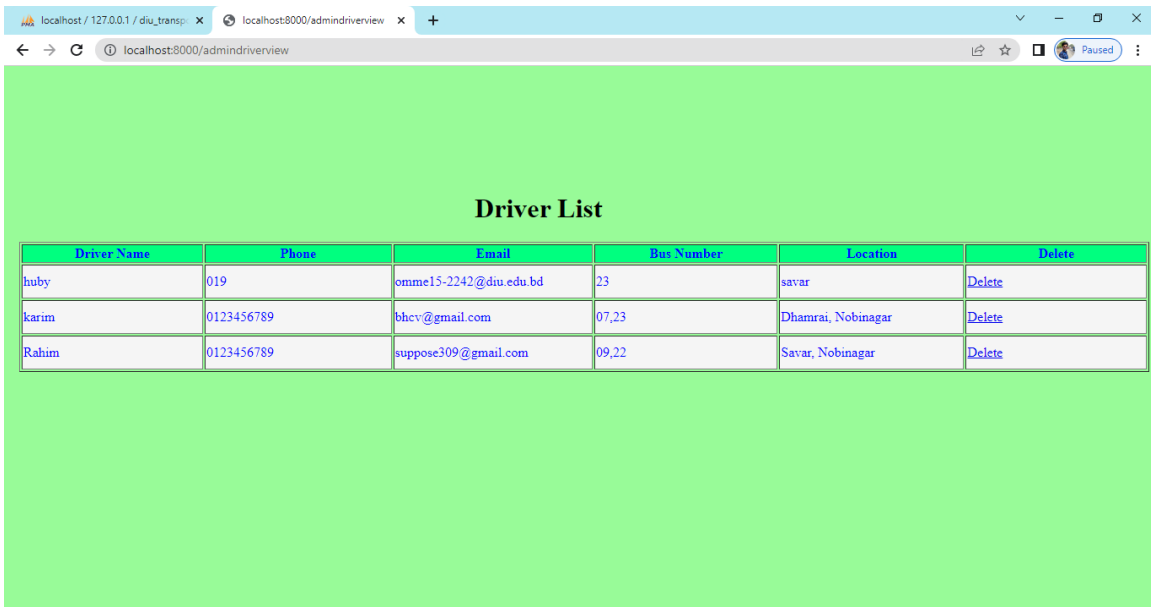 localhost / 127.0.0.1 / diu_transpo
localhost:8000/admindriverview
localhost:8000/admindriverview
Paused
Driver List
Driver Name Phone Email Bus Number Location Delete
huby 019 omme15-2242@diu.edu.bd 23 savar Delete
karim 0123456789 bhcv@gmail.com 07,23 Dhamrai, Nobinagar Delete
Rahim 0123456789 suppose309@gmail.com 09,22 Savar, Nobinagar Delete